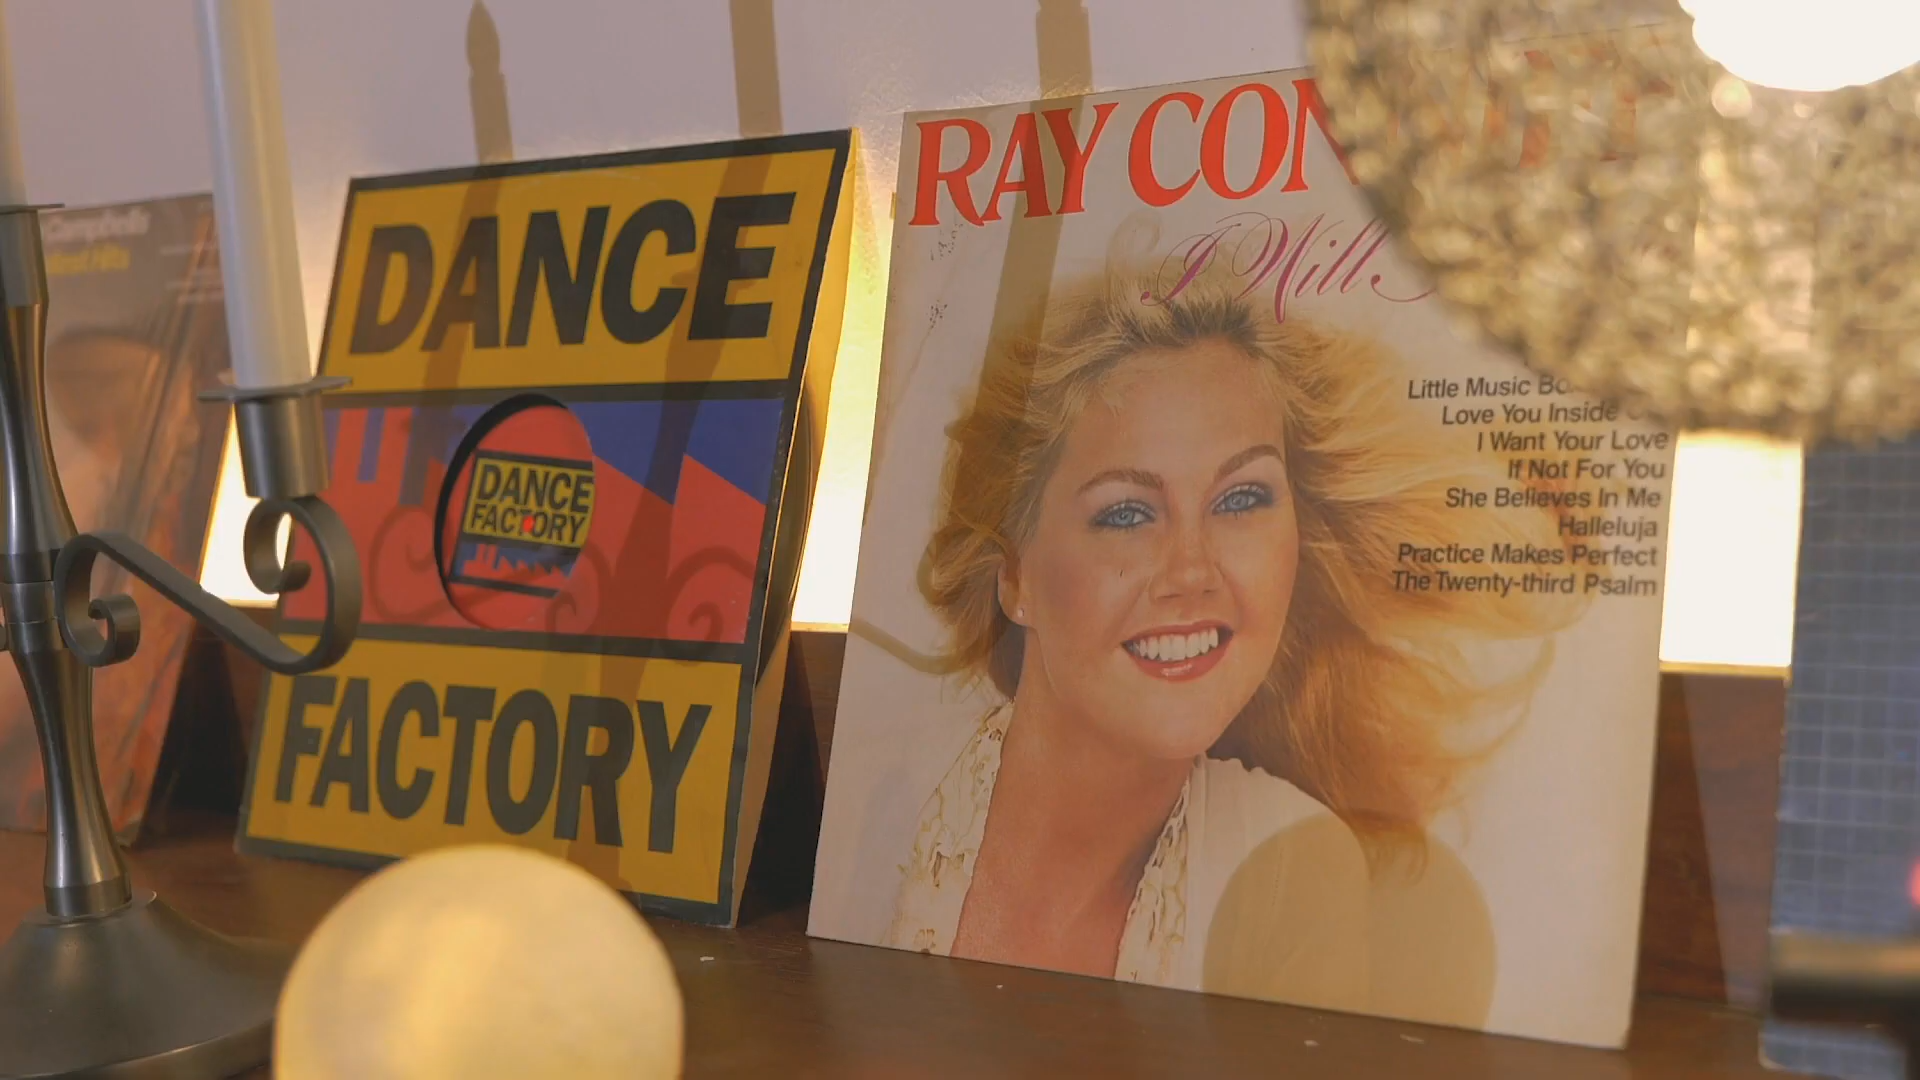 Campbells
DANCE
DANCE
FACTORY
FACTORY
RAY CON
I Will
Little Music
Love You Inside
I Want Your Love
If Not For You
She Believes In Me
Halleluja
Practice Makes Perfect
The Twenty-third Psalm